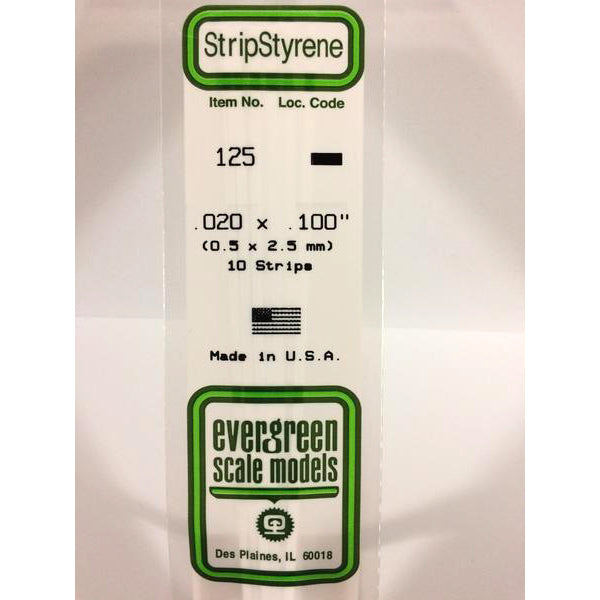 StripStyrene
Item No. Loc. Code
125
.020 x .100"
(0.5 x 2.5 mm)
10 Strips
Made in U.S.A.
evergreen
scale models
Des Plaines, IL 60018